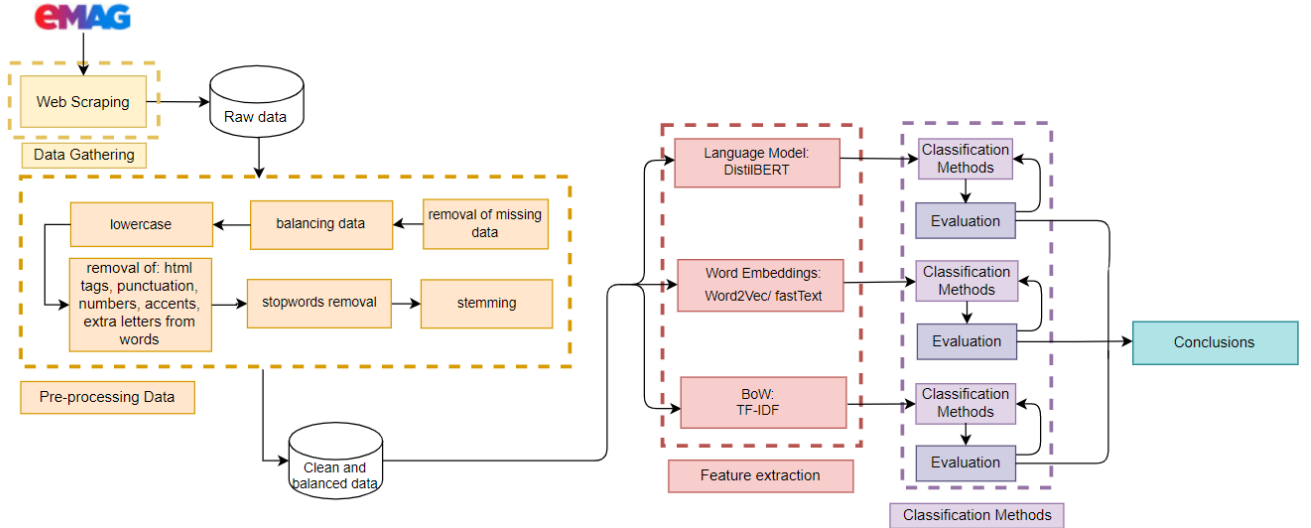 eMAG
Web Scraping
Raw data
Data Gathering
lowercase
balancing data
removal of missing
data
removal of: html
tags, punctuation,
numbers, accents,
extra letters from
words
stopwords removal
stemming
Pre-processing Data
Clean and
balanced data
Language Model:
DistilBERT
Word Embeddings:
Word2Vec/ fastText
BoW:
TF-IDF
Feature extraction
Classification
Methods
Evaluation
Classification
Methods
Evaluation
Classification
Methods
Evaluation
Classification Methods
Conclusions